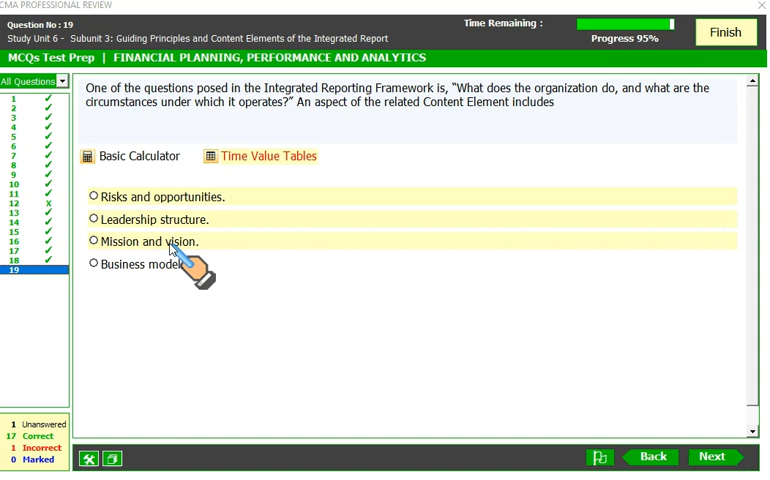 CMA PROFESSIONAL REVIEW
Question No : 19
Study Unit 6 - Subunit 3: Guiding Principles and Content Elements of the Integrated Report
Time Remaining :
Progress 95%
Finish
MCQs Test Prep | FINANCIAL PLANNING, PERFORMANCE AND ANALYTICS
All Questions
1
2
3
4
5
6
7
8
9
10
11
12 X
13
14
15
16
17
18
19
One of the questions posed in the Integrated Reporting Framework is, “What does the organization do, and what are the
circumstances under which it operates?” An aspect of the related Content Element includes
Basic Calculator
Time Value Tables
Risks and opportunities.
Leadership structure.
Mission and vision.
Business model
1 Unanswered
17 Correct
1 Incorrect
0 Marked
Back
Next